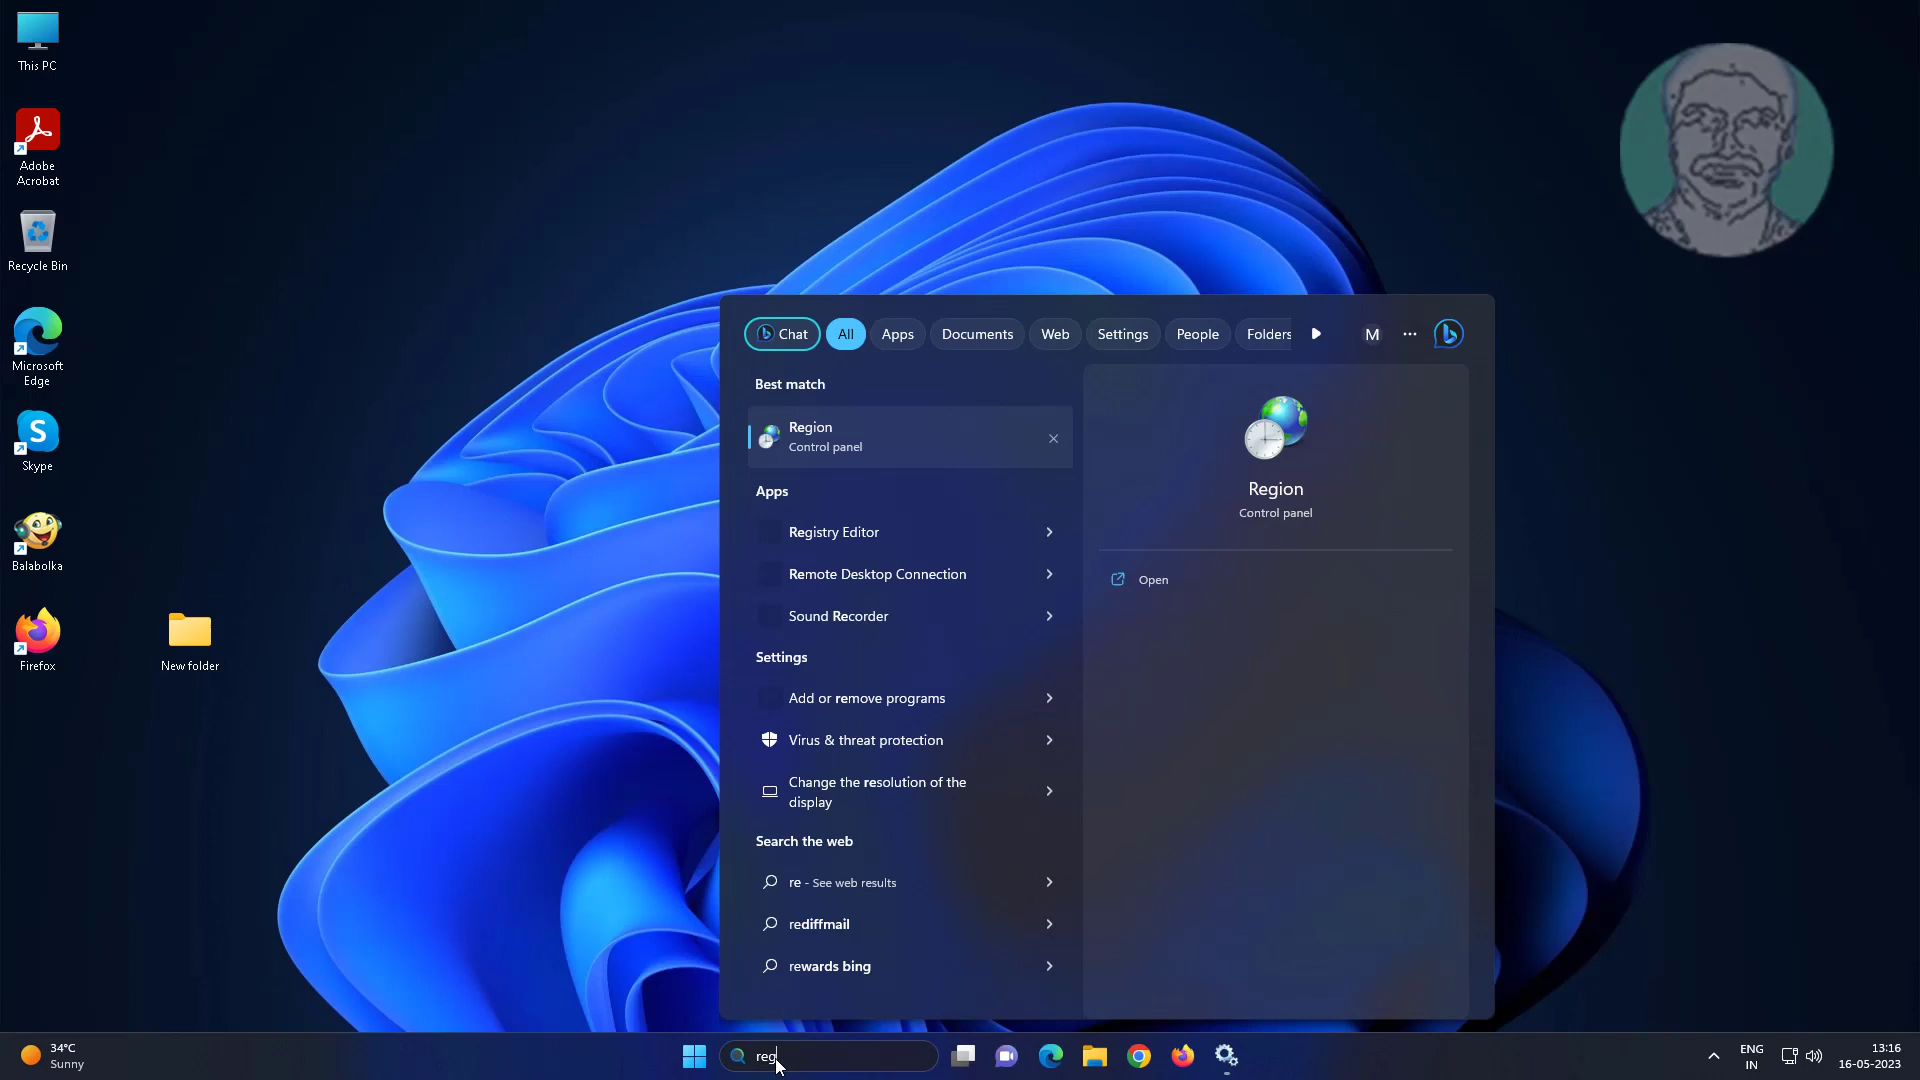 This PC
Adobe
Acrobat
Recycle Bin
Microsoft
Edge
Skype
Balabolka
Firefox
New folder
Chat
All
Apps
Documents
Web
Settings
People
Folders
M
Best match
Region
Control panel
Apps
Registry Editor
Remote Desktop Connection
Sound Recorder
Settings
Add or remove programs
Virus & threat protection
Change the resolution of the
display
Search the web
re - See web results
rediffmail
rewards bing
Region
Control panel
Open
34°C
Sunny
reg
ENG
IN
13:16
16-05-2023